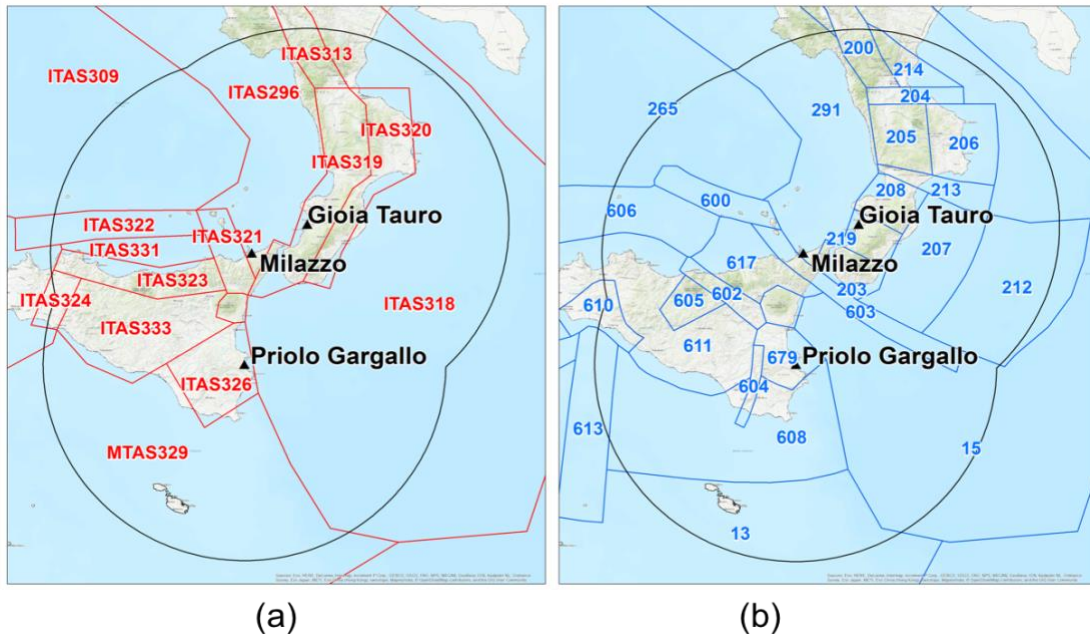 ITAS313
ITAS309
ITAS296
ITAS320
ITAS319
Gioia Tauro
ITAS322
ITAS321
ITAS331
Milazzo
ITAS323
ITAS324
ITAS318
ITAS333
Priolo Gargallo
ITAS326
MTAS329
(a)
200
214
204
265
291
205
206
208
213
600
606
Gioia Tauro
219
207
Milazzo
617
203
212
605
602
603
610
611
679
Priolo Gargallo
604
613
608
15
13
(b)